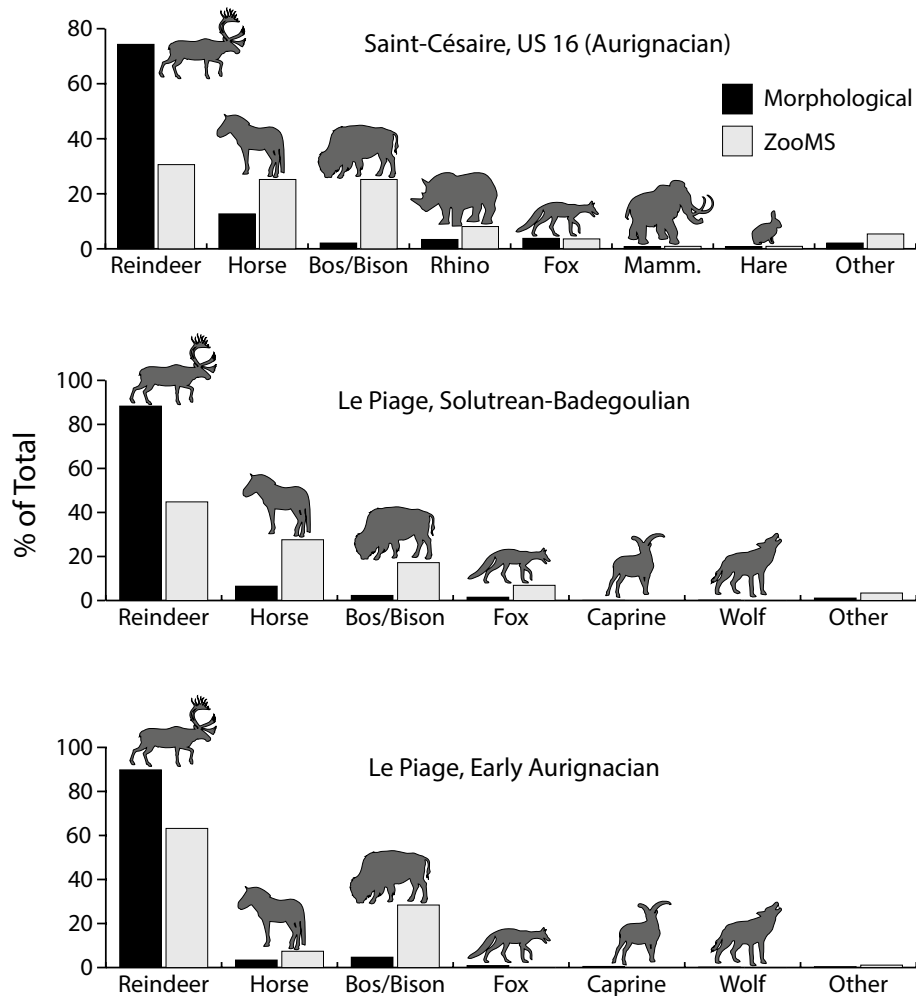 80
60
40
20
0
Saint-Césaire, US 16 (Aurignacian)
Morphological
ZooMS
Reindeer Horse Bos/Bison Rhino Fox Mamm. Hare Other
% of Total
100
80
60
40
20
0
Le Piage, Solutrean-Badegoulian
Reindeer Horse Bos/Bison Fox Caprine Wolf Other
100
80
60
40
20
0
Le Piage, Early Aurignacian
Reindeer Horse Bos/Bison Fox Caprine Wolf Other